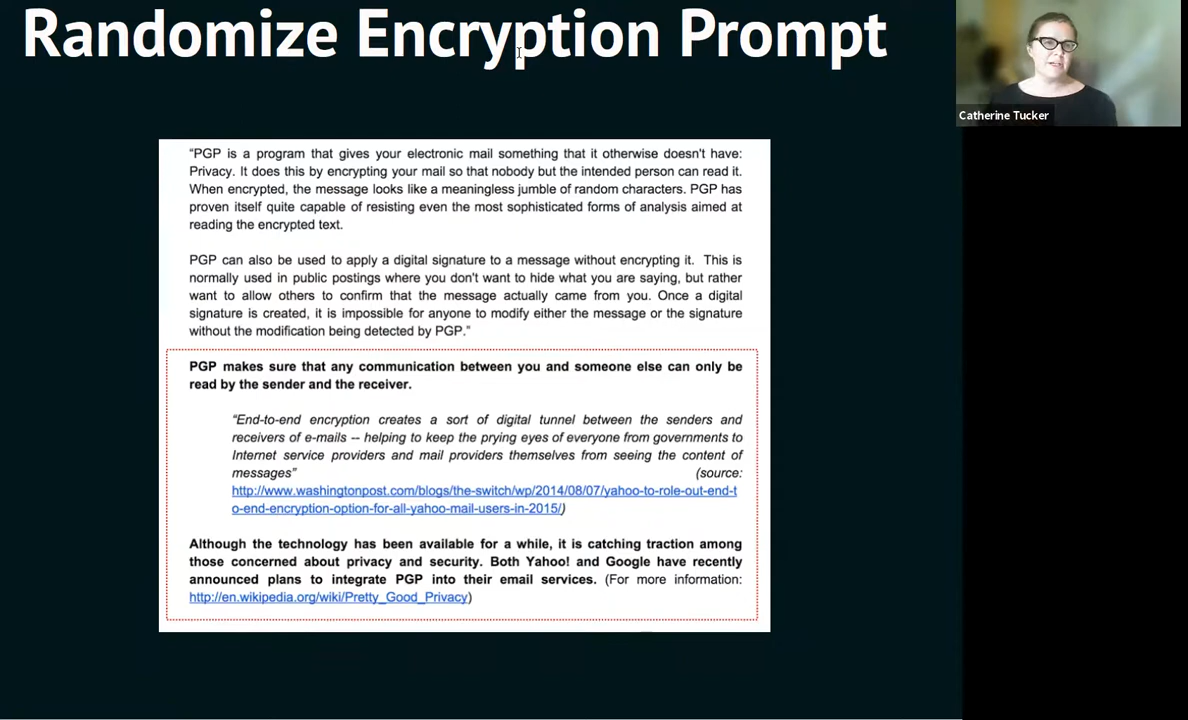 Randomize Encryption Prompt
Catherine Tucker
“PGP is a program that gives your electronic mail something that it otherwise doesn't have:
Privacy. It does this by encrypting your mail so that nobody but the intended person can read it.
When encrypted, the message looks like a meaningless jumble of random characters. PGP has
proven itself quite capable of resisting even the most sophisticated forms of analysis aimed at
reading the encrypted text.
PGP can also be used to apply a digital signature to a message without encrypting it. This is
normally used in public postings where you don't want to hide what you are saying, but rather
want to allow others to confirm that the message actually came from you. Once a digital
signature is created, it is impossible for anyone to modify either the message or the signature
without the modification being detected by PGP.”
PGP makes sure that any communication between you and someone else can only be
read by the sender and the receiver.
“End-to-end encryption creates a sort of digital tunnel between the senders and
receivers of e-mails -- helping to keep the prying eyes of everyone from governments to
Internet service providers and mail providers themselves from seeing the content of
messages” (source:
http://www.washingtonpost.com/blogs/the-switch/wp/2014/08/07/yahoo-to-role-out-end-t
o-end-encryption-option-for-all-yahoo-mail-users-in-2015/)
Although the technology has been available for a while, it is catching traction among
those concerned about privacy and security. Both Yahoo! and Google have recently
announced plans to integrate PGP into their email services. (For more information:
http://en.wikipedia.org/wiki/Pretty_Good_Privacy)